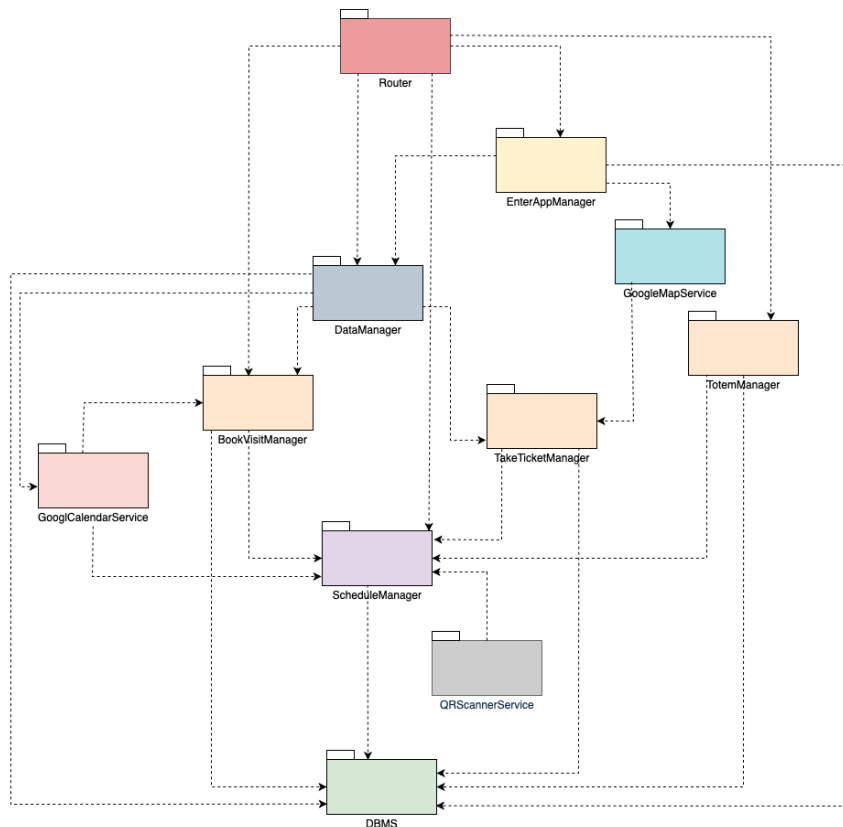 Router
EnterAppManager
GoogleMapService
DataManager
TotemManager
BookVisitManager
TakeTicketManager
GooglCalendarService
ScheduleManager
QRScannerService
DBMS